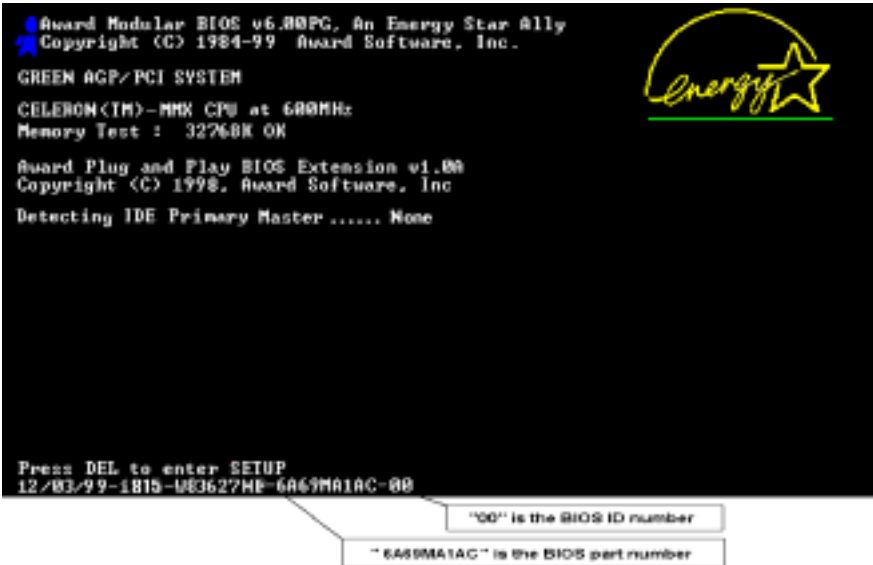 Award Modular BIOS v6.00PG, An Energy Star Ally
Copyright (C) 1984-99 Award Software, Inc.
energy
GREEN AGP/PCI SYSTEM
CELERON(TM)-MMX CPU at 600MHz
Memory Test : 32768K OK
Award Plug and Play BIOS Extension v1.0A
Copyright (C) 1998, Award Software, Inc
Detecting IDE Primary Master ...... None
Press DEL to enter SETUP
12/03/99-i815-W83627HF-6A69MA1AC-00
"00" is the BIOS ID number
"6A69MA1AC" is the BIOS part number